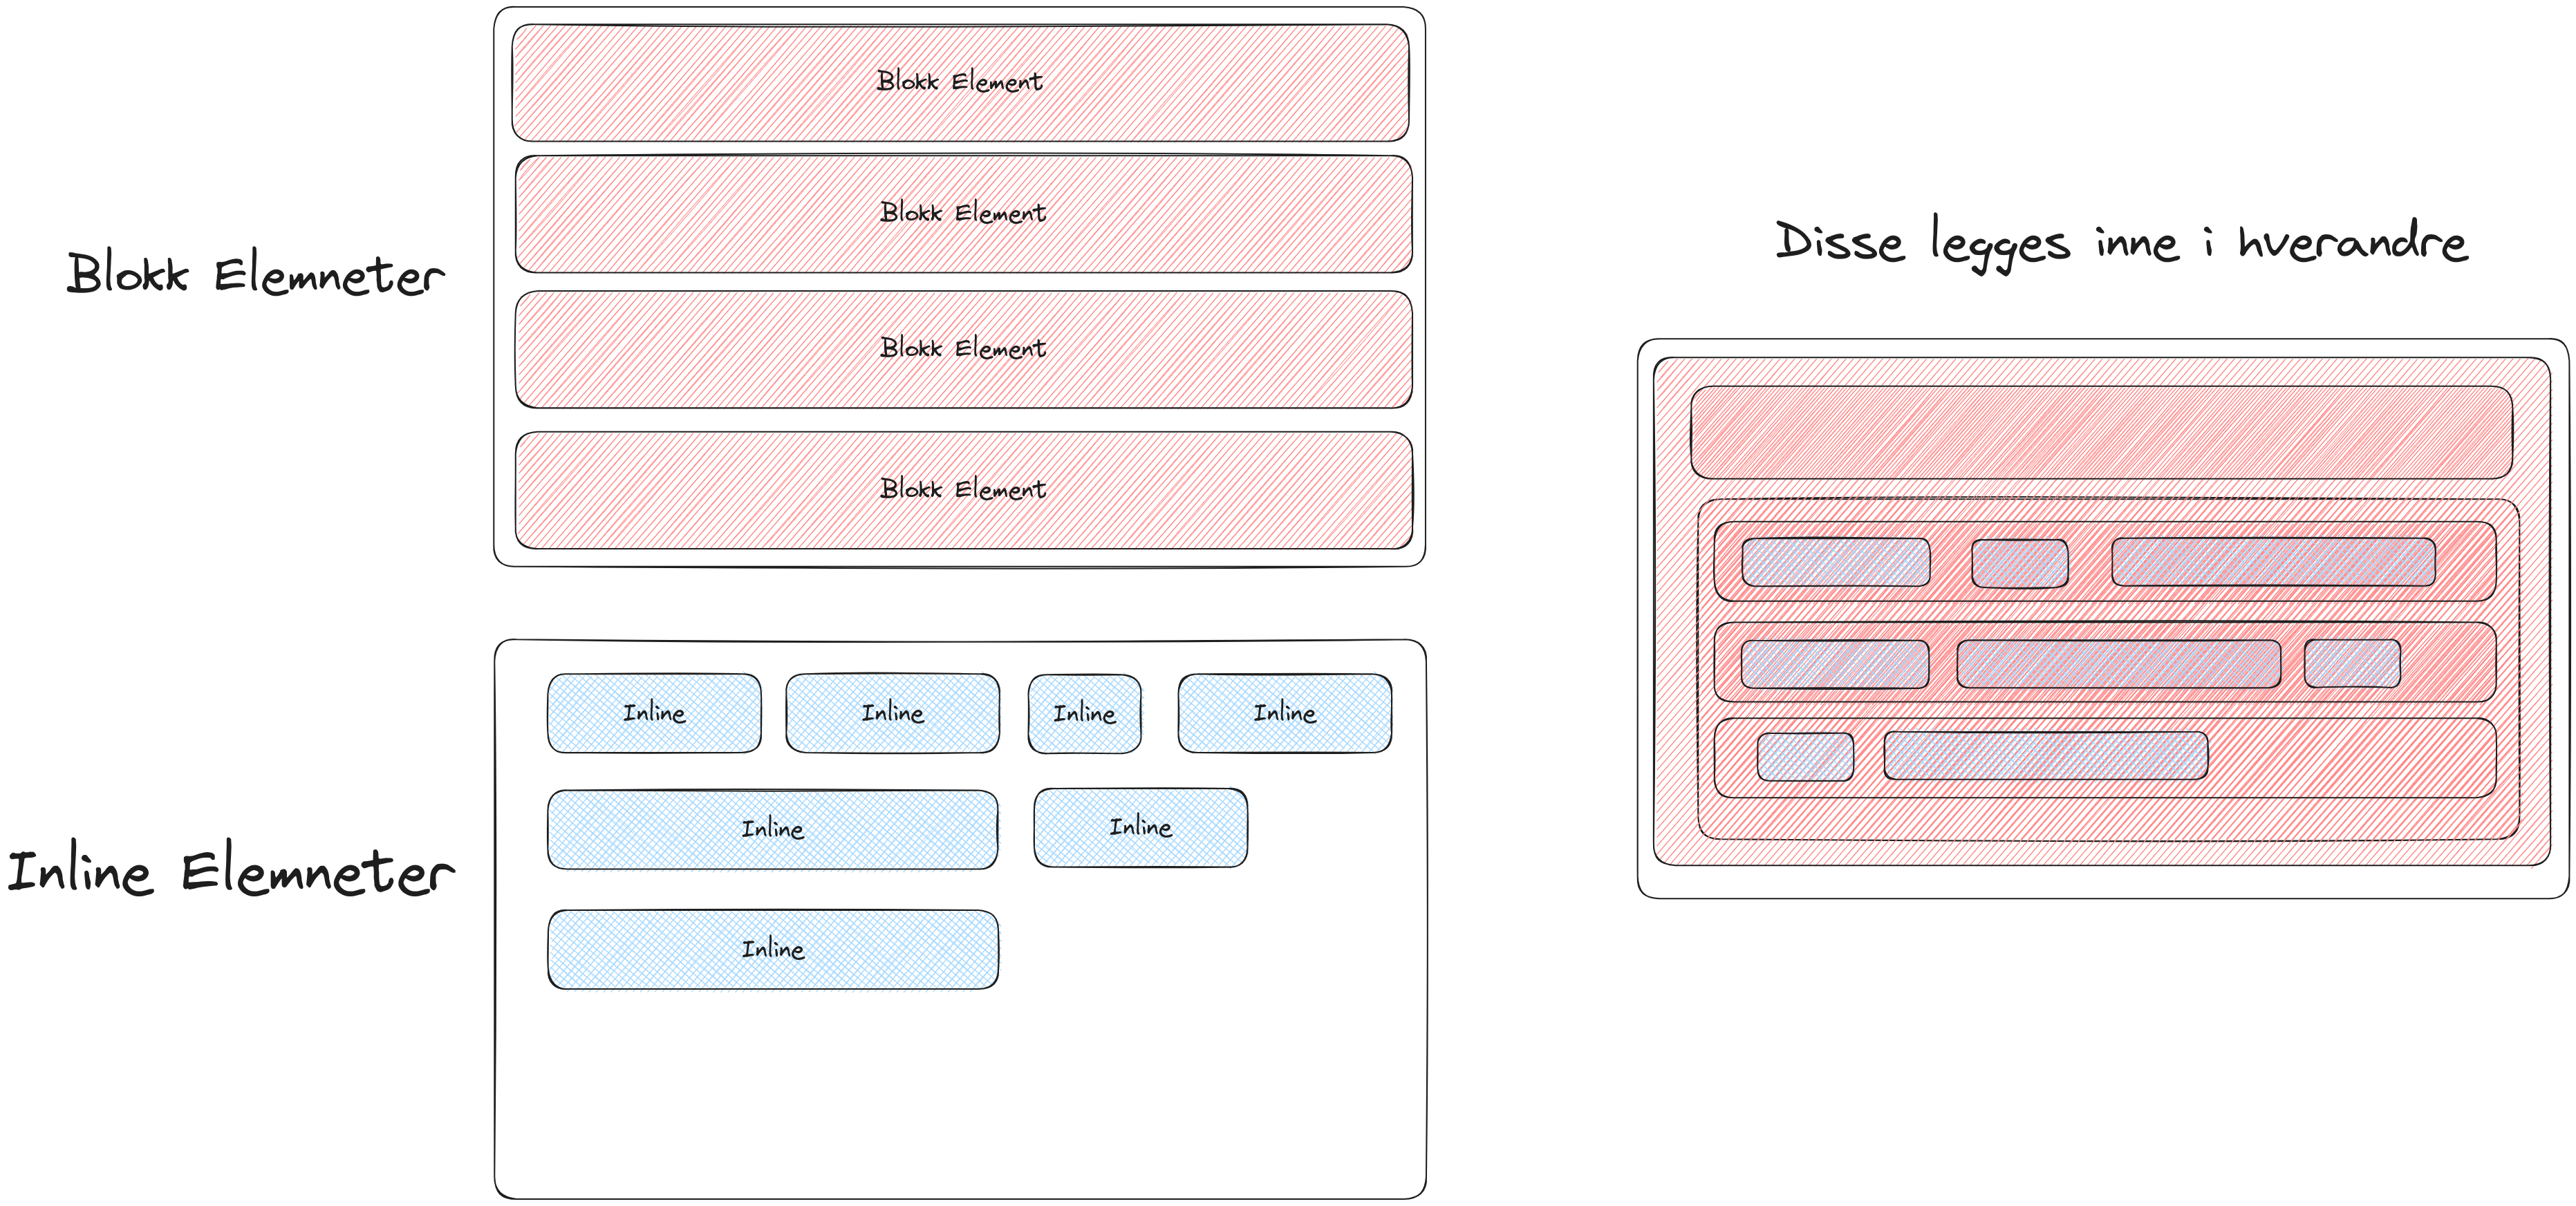 Blokk Elemneter
Blokk Element
Blokk Element
Blokk Element
Blokk Element
Inline Elemneter
Inline Inline Inline Inline
Inline Inline
Inline
Disse legges inne i hverandre